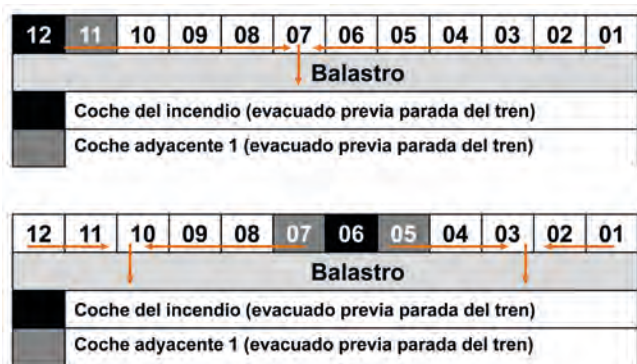 12 11 10 09 08 07 06 05 04 03 02 01
Balastro
Coche del incendio (evacuado previa parada del tren)
Coche adyacente 1 (evacuado previa parada del tren)
12 11 10 09 08 07 06 05 04 03 02 01
Balastro
Coche del incendio (evacuado previa parada del tren)
Coche adyacente 1 (evacuado previa parada del tren)